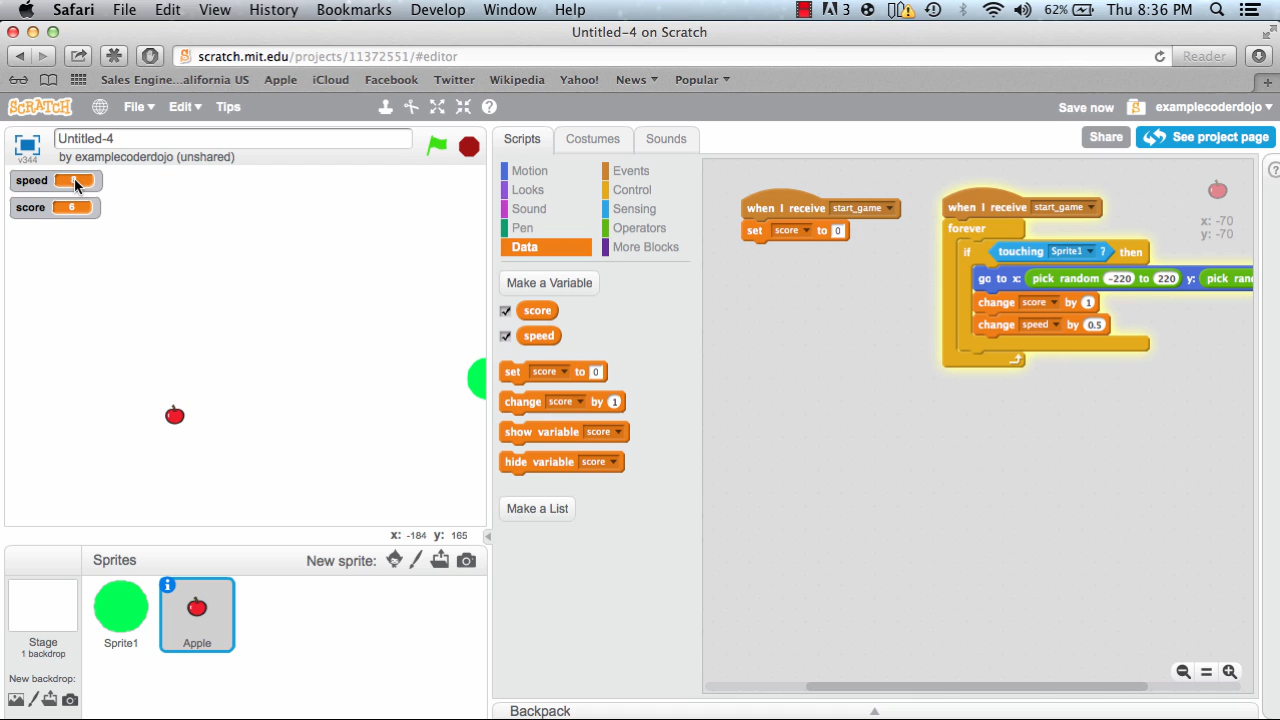 Safari File Edit View History Bookmarks Develop Window Help 3 62% Thu 8:36 PM
Untitled-4 on Scratch
scratch.mit.edu/projects/11372551/#editor Reader
Sales Engine...alifornia US Apple iCloud Facebook Twitter Wikipedia Yahoo! News Popular
SCRATCH File Edit Tips Save now examplecoderdojo
Untitled-4
v344
by examplecoderdojo (unshared)
Scripts Costumes Sounds Share See project page
speed
score 6
Motion Events
Looks Control
Sound Sensing
Pen Operators
Data More Blocks
Make a Variable
score
speed
set score to 0
change score by 1
show variable score
hide variable score
Make a List
when I receive start_game
set score to 0
when I receive start_game
forever
if touching Sprite1 ? then
go to x: pick random -220 to 220 y: pick ran
change score by 1
change speed by 0.5
x: -70
y: -70
x: -184 y: 165
Sprites New sprite:
Stage
1 backdrop
New backdrop:
Sprite1
Apple
Backpack